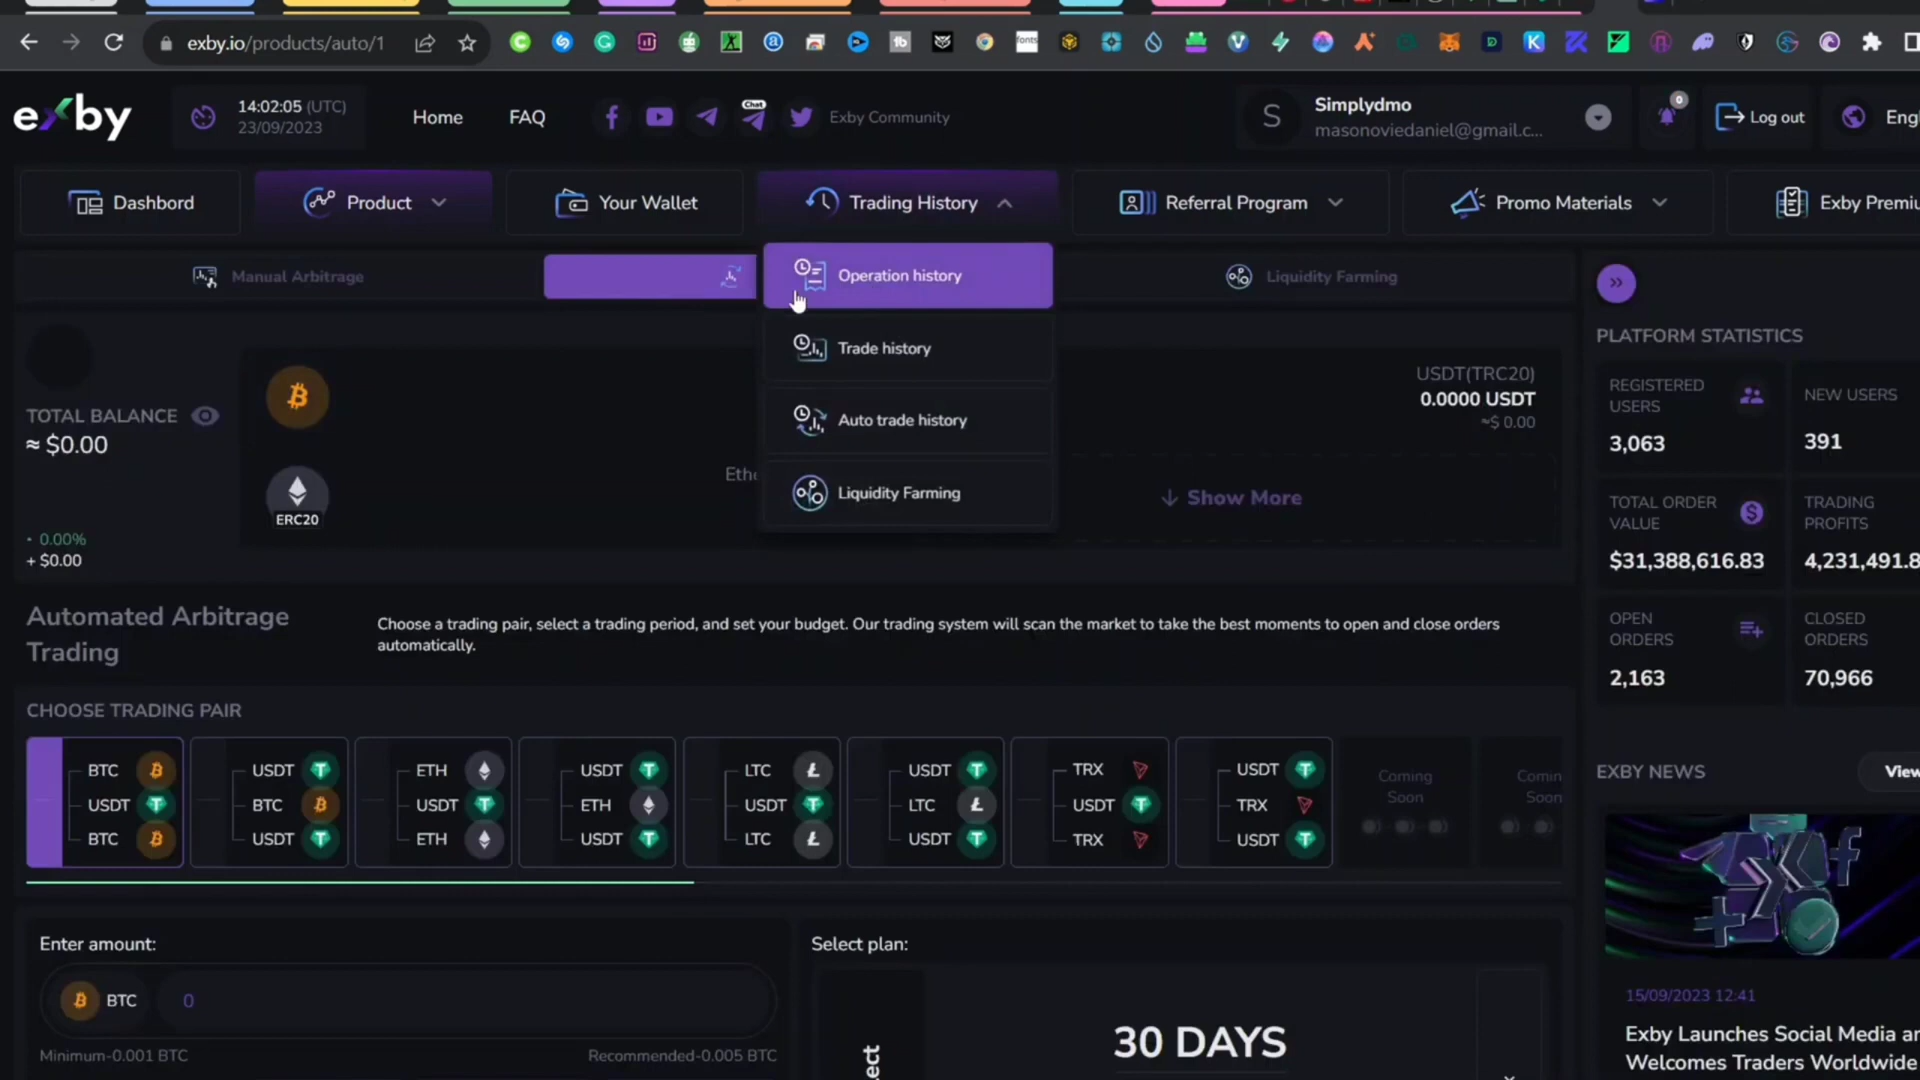 exby.io/products/auto/1
exby
14:02:05 (UTC)
23/09/2023
Home
FAQ
Chat
Exby Community
S
Simplydmo
masonoviedaniel@gmail.c...
0
Log out
Engl
Dashbord
Product
Your Wallet
Trading History
Referral Program
Promo Materials
Exby Premiu
Manual Arbitrage
Operation history
Liquidity Farming
Trade history
Auto trade history
Liquidity Farming
TOTAL BALANCE
≈ $0.00
0.00%
+ $0.00
ERC20
Ethe
USDT(TRC20)
0.0000 USDT
≈$ 0.00
Show More
PLATFORM STATISTICS
REGISTERED
USERS
3,063
NEW USERS
391
TOTAL ORDER
VALUE
$31,388,616.83
TRADING
PROFITS
4,231,491.8
OPEN
ORDERS
2,163
CLOSED
ORDERS
70,966
Automated Arbitrage
Trading
Choose a trading pair, select a trading period, and set your budget. Our trading system will scan the market to take the best moments to open and close orders
automatically.
CHOOSE TRADING PAIR
BTC
USDT
BTC
USDT
BTC
USDT
ETH
USDT
ETH
USDT
ETH
USDT
LTC
USDT
LTC
USDT
LTC
USDT
TRX
USDT
TRX
USDT
TRX
USDT
Coming
Soon
Comin
Soon
EXBY NEWS
View
Enter amount:
BTC
0
Minimum-0.001 BTC
Recommended-0.005 BTC
Select plan:
ect
30 DAYS
15/09/2023 12:41
Exby Launches Social Media an
Welcomes Traders Worldwide